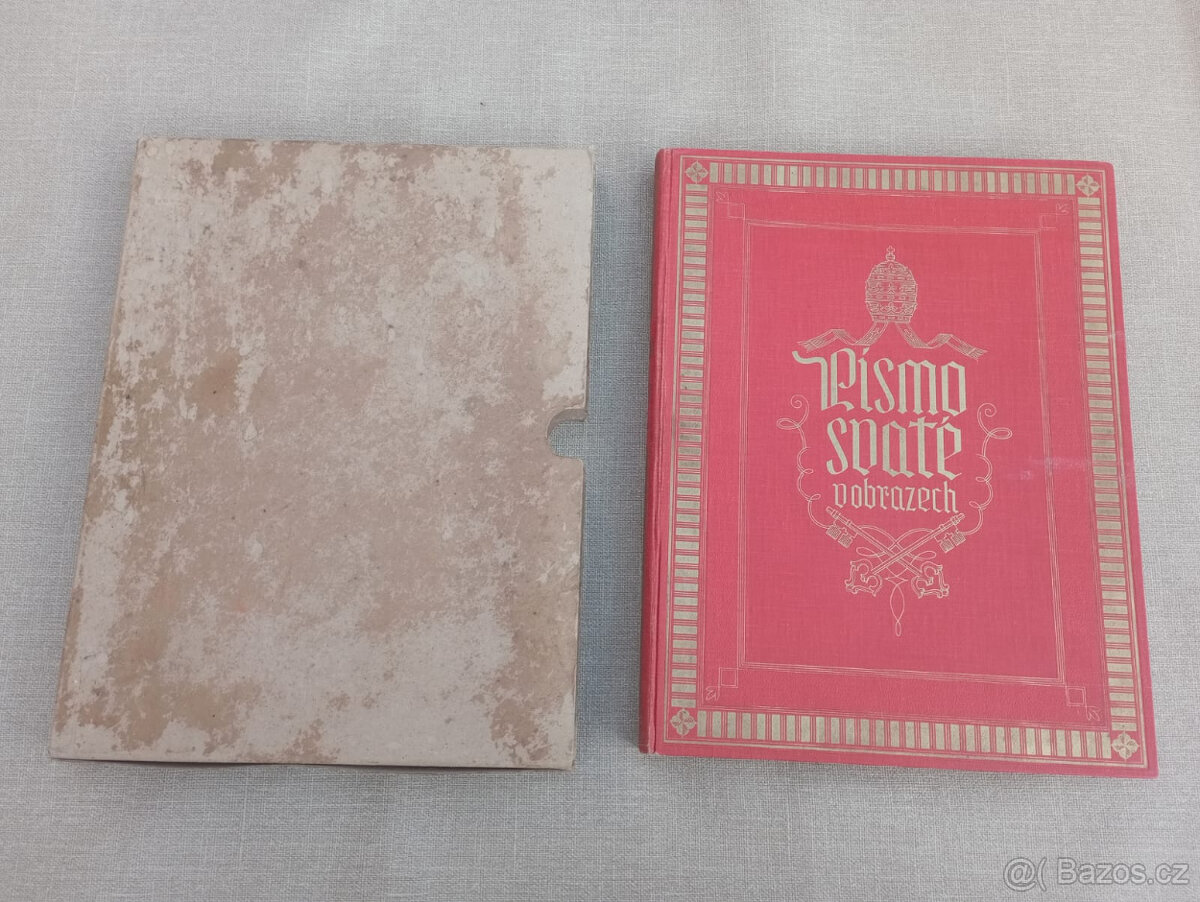 Písmo
svaté
v obrazech
@( Bazos.cz